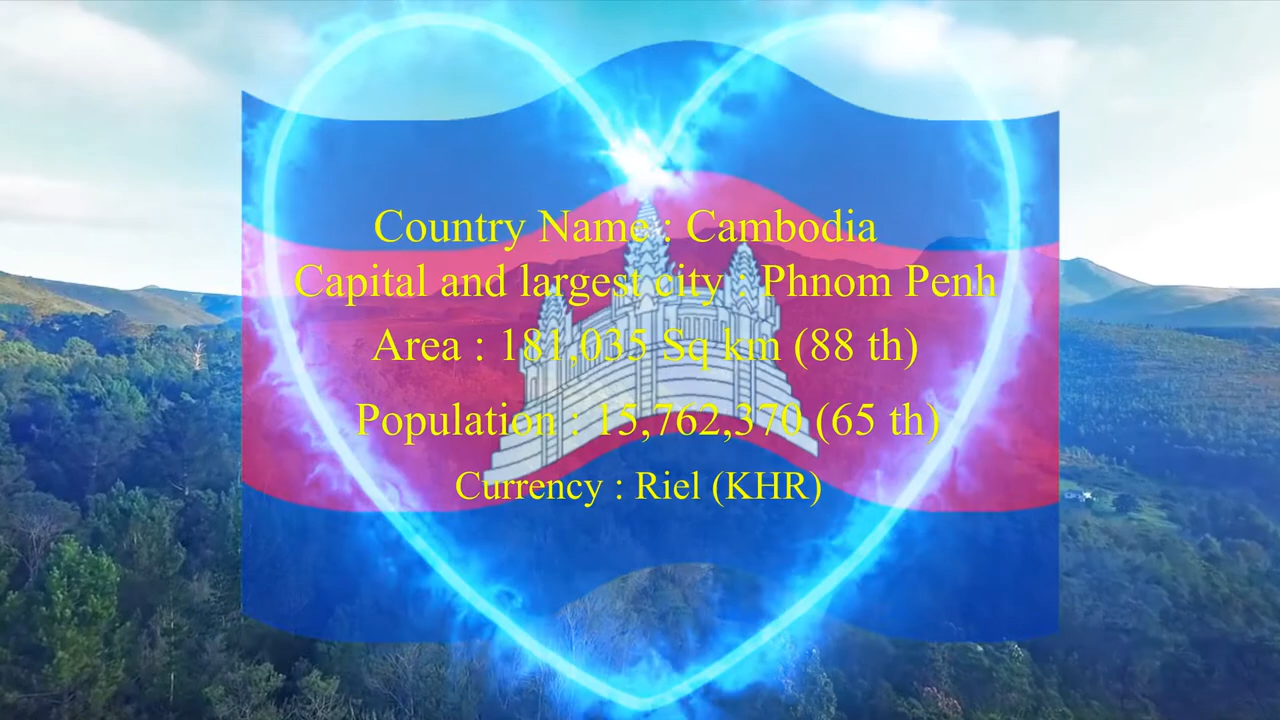 Country Name : Cambodia
Capital and largest city : Phnom Penh
Area : 181,035 Sq km (88 th)
Population : 15,762,370 (65 th)
Currency : Riel (KHR)